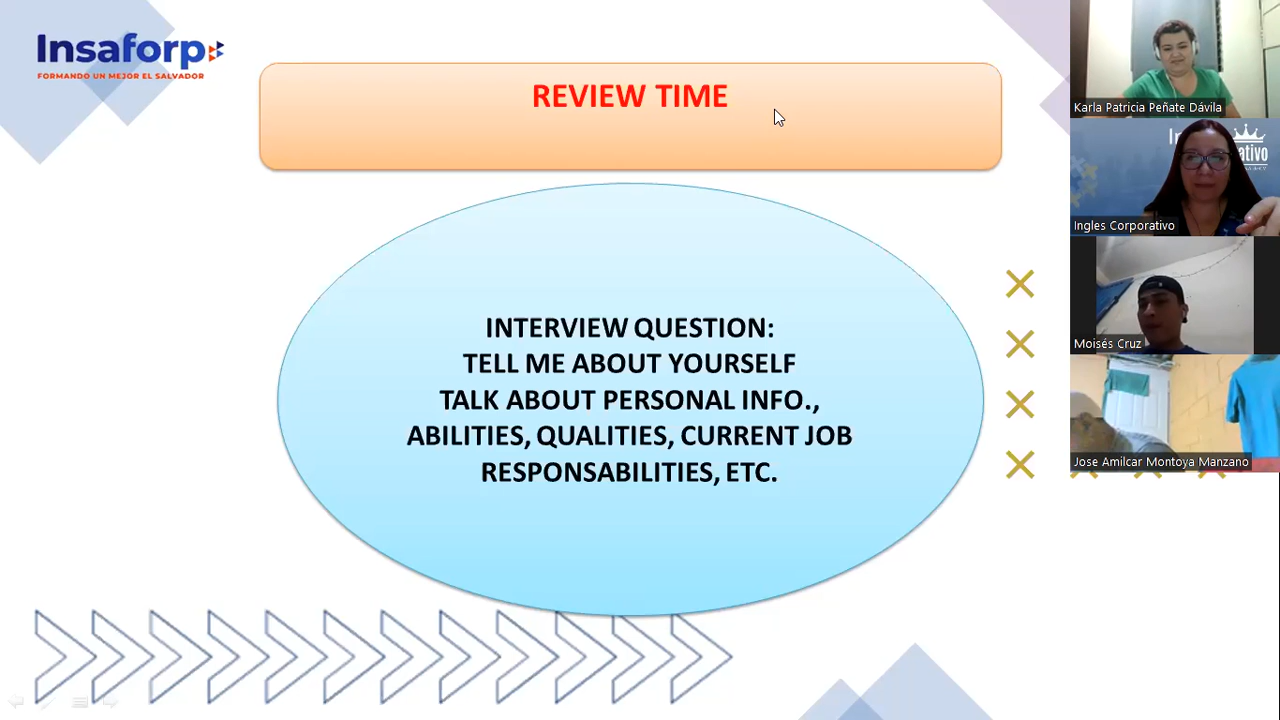 Insaforp
FORMANDO UN MEJOR EL SALVADOR
REVIEW TIME
INTERVIEW QUESTION:
TELL ME ABOUT YOURSELF
TALK ABOUT PERSONAL INFO.,
ABILITIES, QUALITIES, CURRENT JOB
RESPONSABILITIES, ETC.
Karla Patricia Peñate Dávila
Ingles Corporativo
Moisés Cruz
Jose Amilcar Montoya Manzano